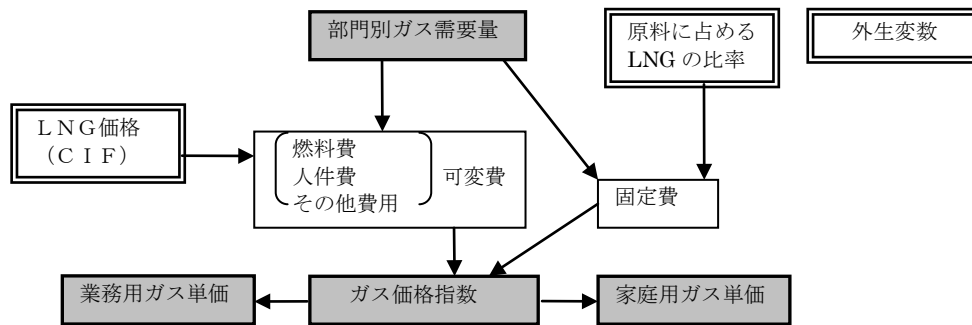 部門別ガス需要量
原料に占める
LNG の比率
外生変数
ＬＮＧ価格
（ＣＩＦ）
燃料費
人件費
その他費用
可変費
固定費
業務用ガス単価
ガス価格指数
家庭用ガス単価